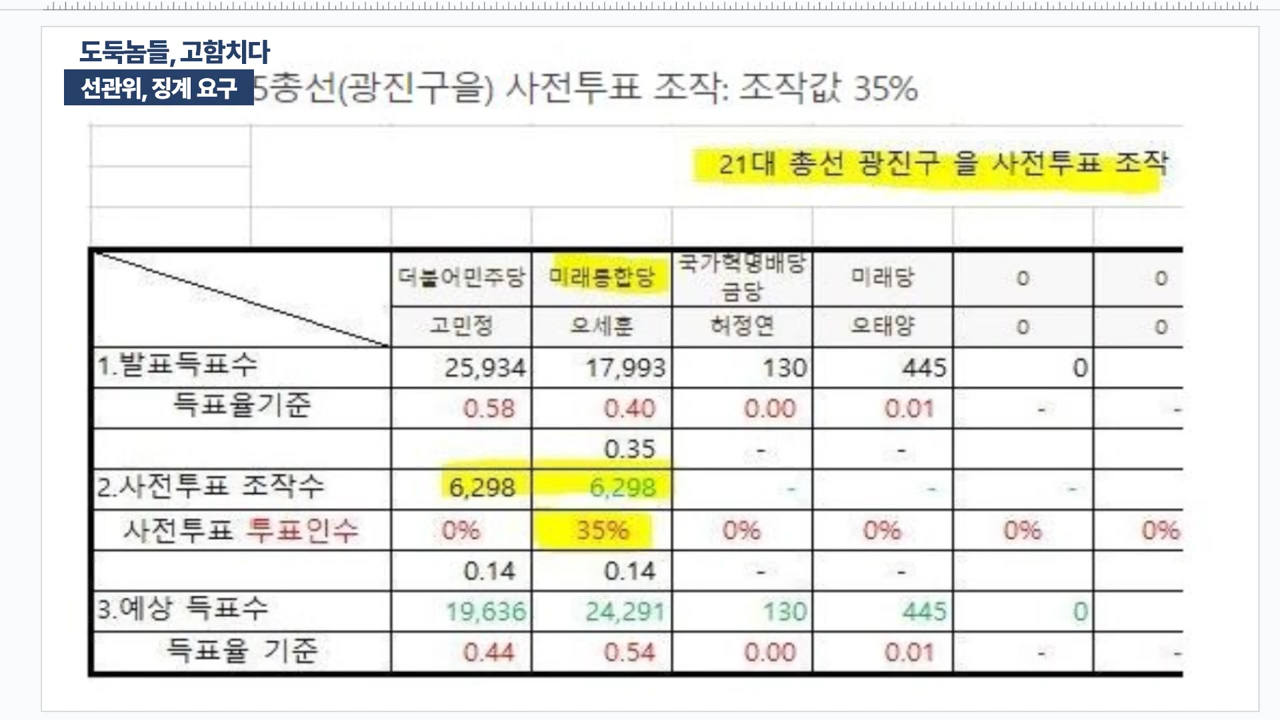 도둑놈들, 고함치다
선관위, 징계 요구
5총선(광진구을) 사전투표 조작: 조작값 35%
21대 총선 광진구 을 사전투표 조작
더불어민주당 미래통합당 국가혁명배당금당 미래당 0 0
고민정 오세훈 허정연 오태양 0 0
1.발표득표수 25,934 17,993 130 445 0
득표율기준 0.58 0.40 0.00 0.01 - -
0.35 - -
2.사전투표 조작수 6,298 6,298 - - -
사전투표 투표인수 0% 35% 0% 0% 0% 0%
0.14 0.14 - -
3.예상 득표수 19,636 24,291 130 445 0
득표율 기준 0.44 0.54 0.00 0.01 - -